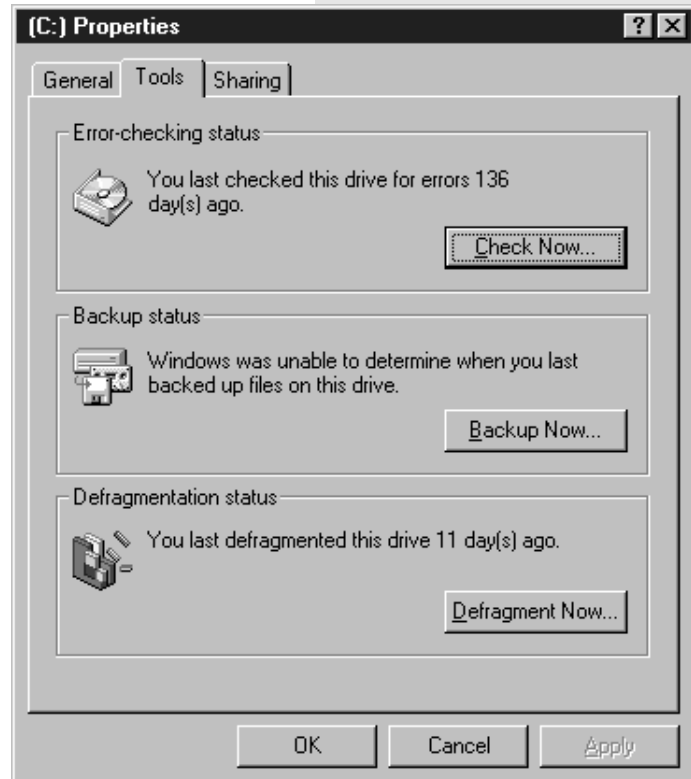 (C:) Properties
General Tools Sharing
Error-checking status
You last checked this drive for errors 136
day(s) ago.
Check Now...
Backup status
Windows was unable to determine when you last
backed up files on this drive.
Backup Now...
Defragmentation status
You last defragmented this drive 11 day(s) ago.
Defragment Now...
OK Cancel Apply